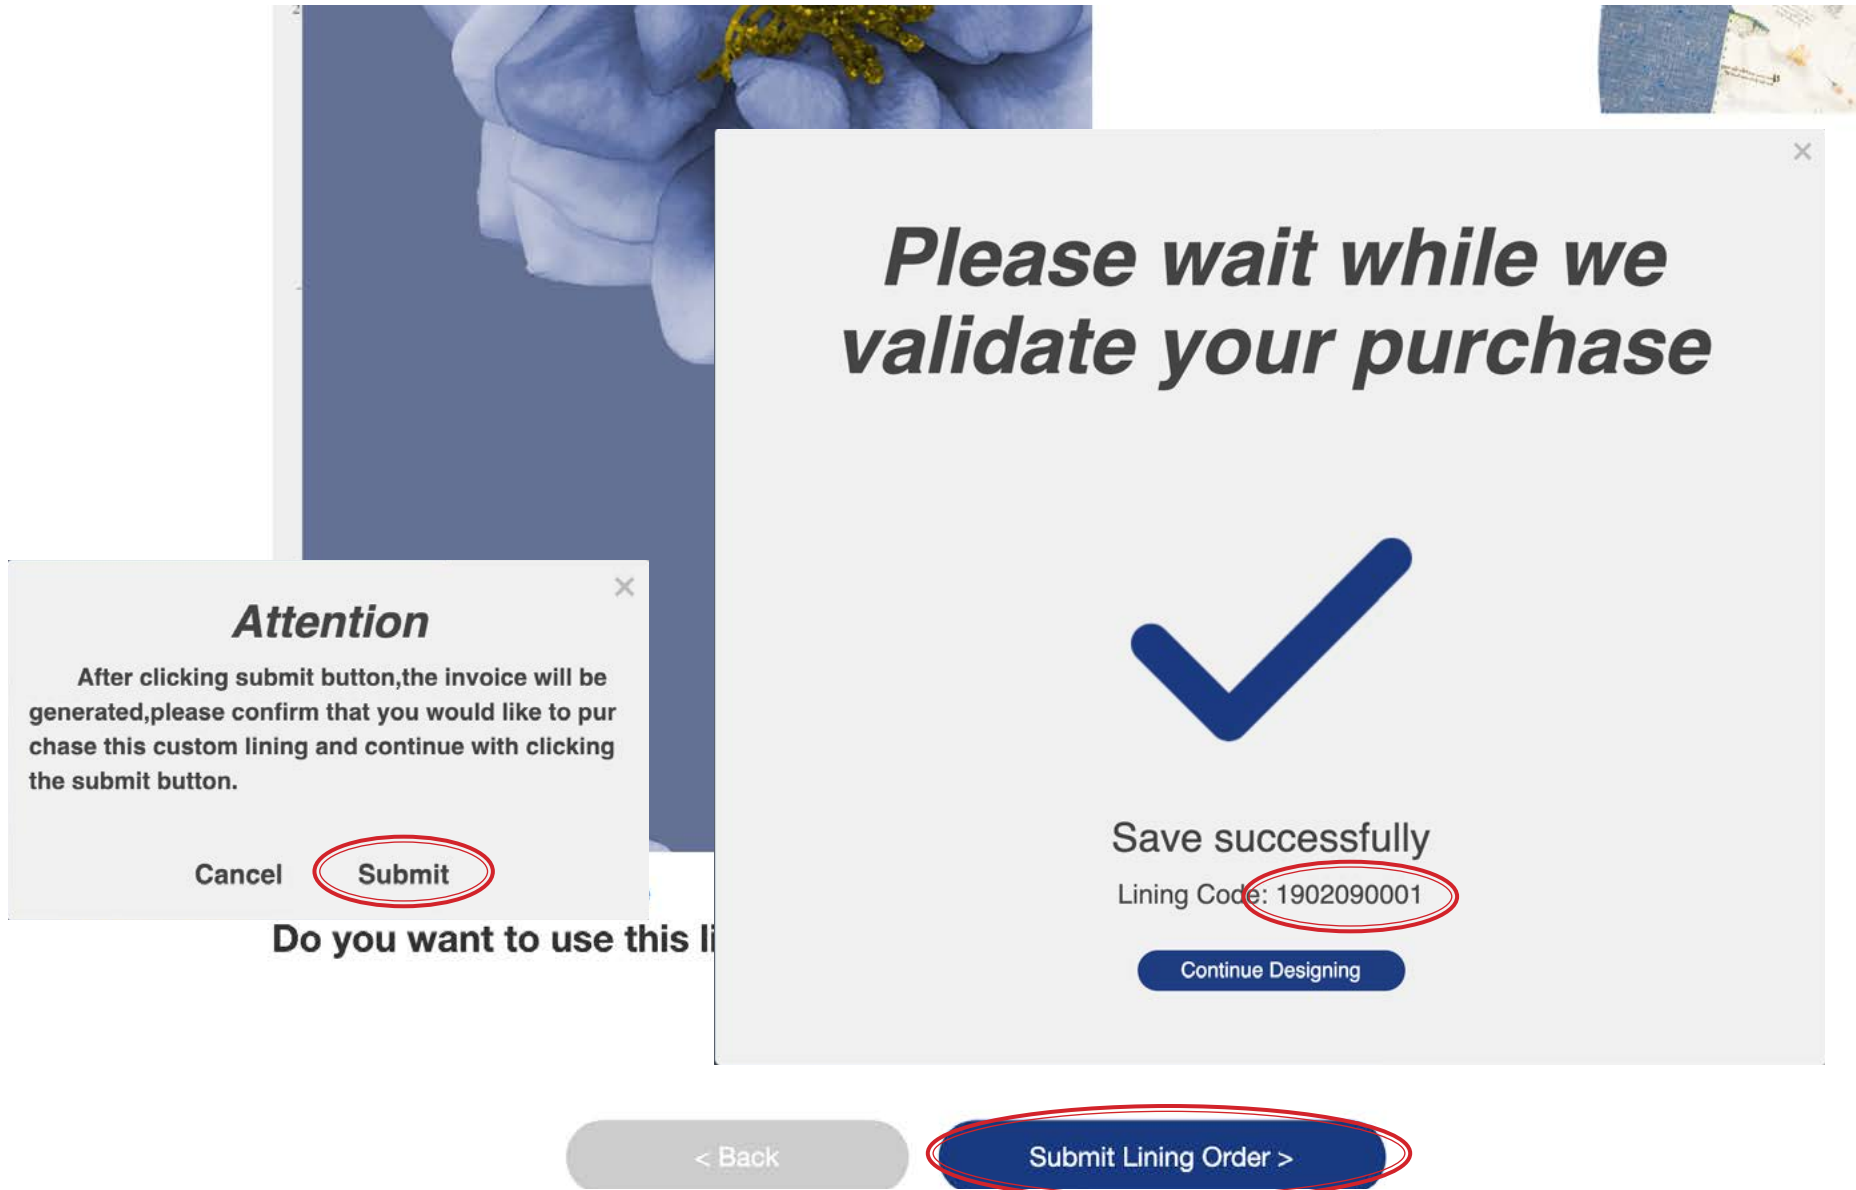 2
Please wait while we
validate your purchase
Attention
After clicking submit button,the invoice will be
generated,please confirm that you would like to pur
chase this custom lining and continue with clicking
the submit button.
Cancel Submit
Save successfully
Lining Code: 1902090001
Continue Designing
Do you want to use this li
< Back
Submit Lining Order >